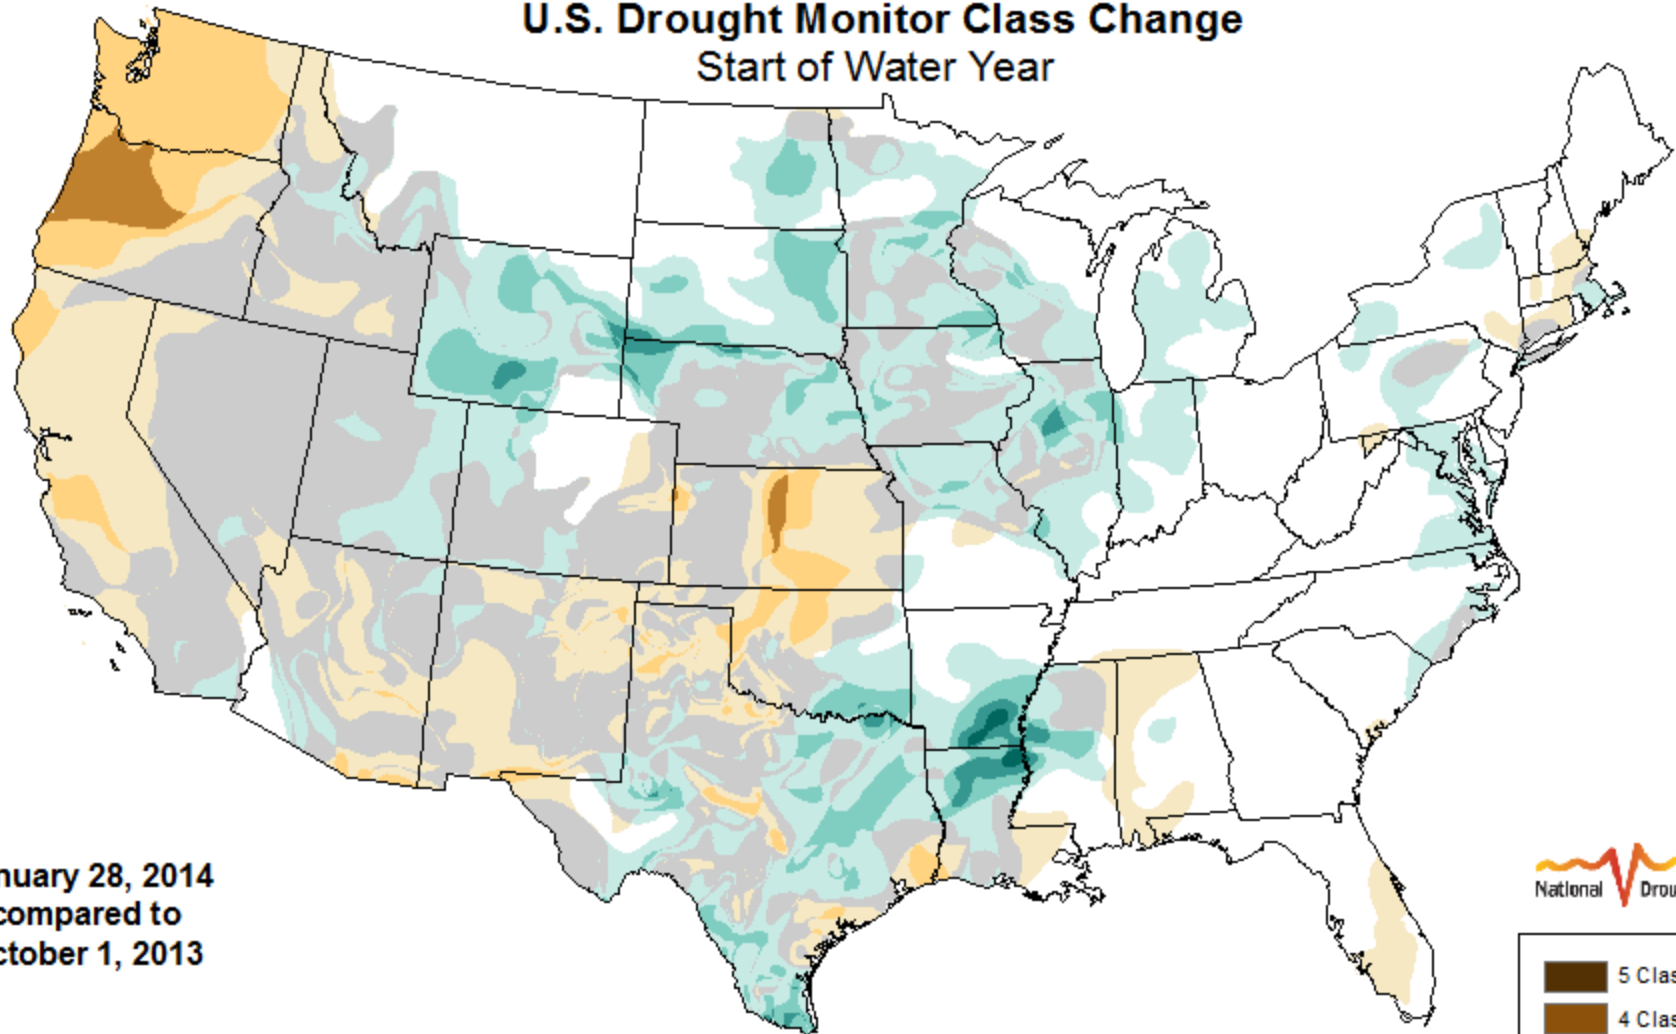 U.S. Drought Monitor Class Change
Start of Water Year
nuary 28, 2014
compared to
ctober 1, 2013
National Drou
5 Clas
4 Clas